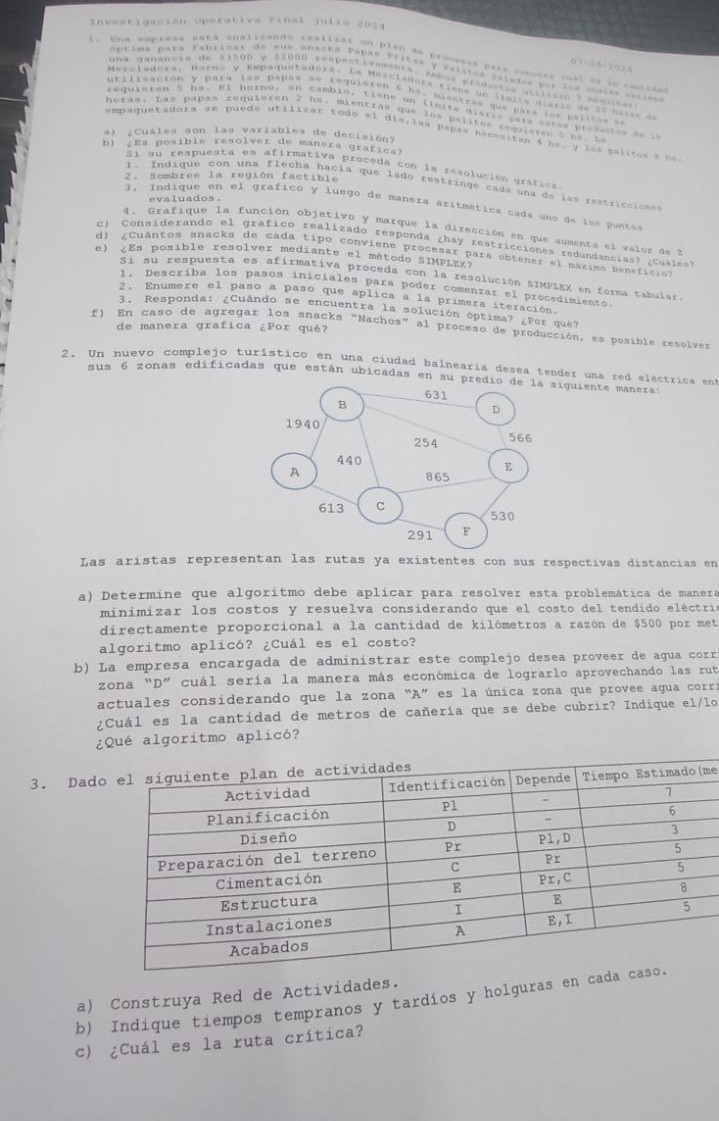 Investigación Operativa Final julio 2024
07/24/2024
1. Una empresa está analizando realizar un plan de procesos para conocer cuál es la cantidad
óptima para fabricar de sus snacks Papas Fritas y Palitos Salados por los cuales obtiene
una ganancia de $1500 y $2000 respectivamente. Ambos productos utilizan 3 máquinas:
Mezcladora, Horno y Empaquetadora. La Mezcladora tiene un límite diario de 20 horas de
utilización y para las papas se requieren 6 hs. mientras que para los palitos se
requieren 5 hs. El horno, en cambio, tiene un límite diario para estos productos de 10
horas. Las papas requieren 2 hs. mientras que los palitos requieren 5 hs. La
empaquetadora se puede utilizar todo el día, las papas necesitan 4 hs. y los palitos 8 hs.
a) ¿Cuáles son las variables de decisión?
b) ¿Es posible resolver de manera gráfica?
Si su respuesta es afirmativa proceda con la resolución gráfica.
1. Indique con una flecha hacia que lado restringe cada una de las restricciones
2. Sombree la región factible
3. Indique en el grafico y luego de manera aritmética cada uno de los puntos
evaluados.
4. Grafique la función objetivo y marque la dirección en que aumenta el valor de z
c) Considerando el grafico realizado responda ¿hay restricciones redundancias? ¿Cuáles?
d) ¿Cuántos snacks de cada tipo conviene procesar para obtener el máximo beneficio?
e) ¿Es posible resolver mediante el método SIMPLEX?
Si su respuesta es afirmativa proceda con la resolución SIMPLEX en forma tabular.
1. Describa los pasos iniciales para poder comenzar el procedimiento.
2. Enumere el paso a paso que aplica a la primera iteración.
3. Responda: ¿Cuándo se encuentra la solución óptima? ¿Por qué?
f) En caso de agregar los snacks "Nachos" al proceso de producción, es posible resolver
de manera grafica ¿Por qué?
2. Un nuevo complejo turístico en una ciudad balnearia desea tender una red eléctrica ent
sus 6 zonas edificadas que están ubicadas en su predio de la siguiente manera:
631
B
D
1940
254
566
440
E
A
865
613
C
530
291
F
Las aristas representan las rutas ya existentes con sus respectivas distancias en
a) Determine que algoritmo debe aplicar para resolver esta problemática de manera
minimizar los costos y resuelva considerando que el costo del tendido eléctri
directamente proporcional a la cantidad de kilómetros a razón de $500 por met
algoritmo aplicó? ¿Cuál es el costo?
b) La empresa encargada de administrar este complejo desea proveer de agua corr
zona "D" cuál sería la manera más económica de lograrlo aprovechando las rut
actuales considerando que la zona "A" es la única zona que provee agua corri
¿Cuál es la cantidad de metros de cañería que se debe cubrir? Indique el/lo
¿Qué algoritmo aplicó?
3. Dado el siguiente plan de actividades
Actividad Identificación Depende Tiempo Estimado(me
Planificación Pl - 7
Diseño D - 6
Preparación del terreno Pr Pl,D 3
Cimentación C Pr 5
Estructura E Pr,C 5
Instalaciones I E 8
Acabados A E,I 5
a) Construya Red de Actividades.
b) Indique tiempos tempranos y tardíos y holguras en cada caso.
c) ¿Cuál es la ruta crítica?